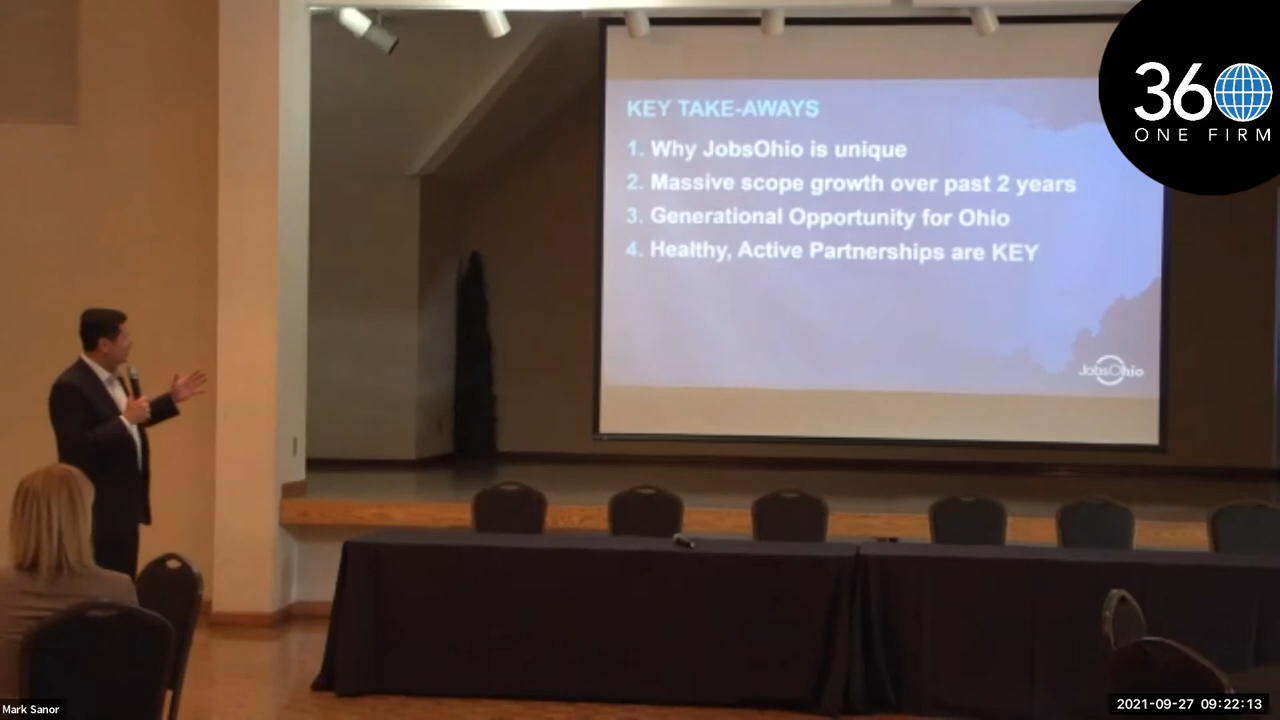 360
ONE FIRM
KEY TAKE-AWAYS
1. Why JobsOhio is unique
2. Massive scope growth over past 2 years
3. Generational Opportunity for Ohio
4. Healthy, Active Partnerships are KEY
JobsOhio
Mark Sanor
2021-09-27 09:22:13